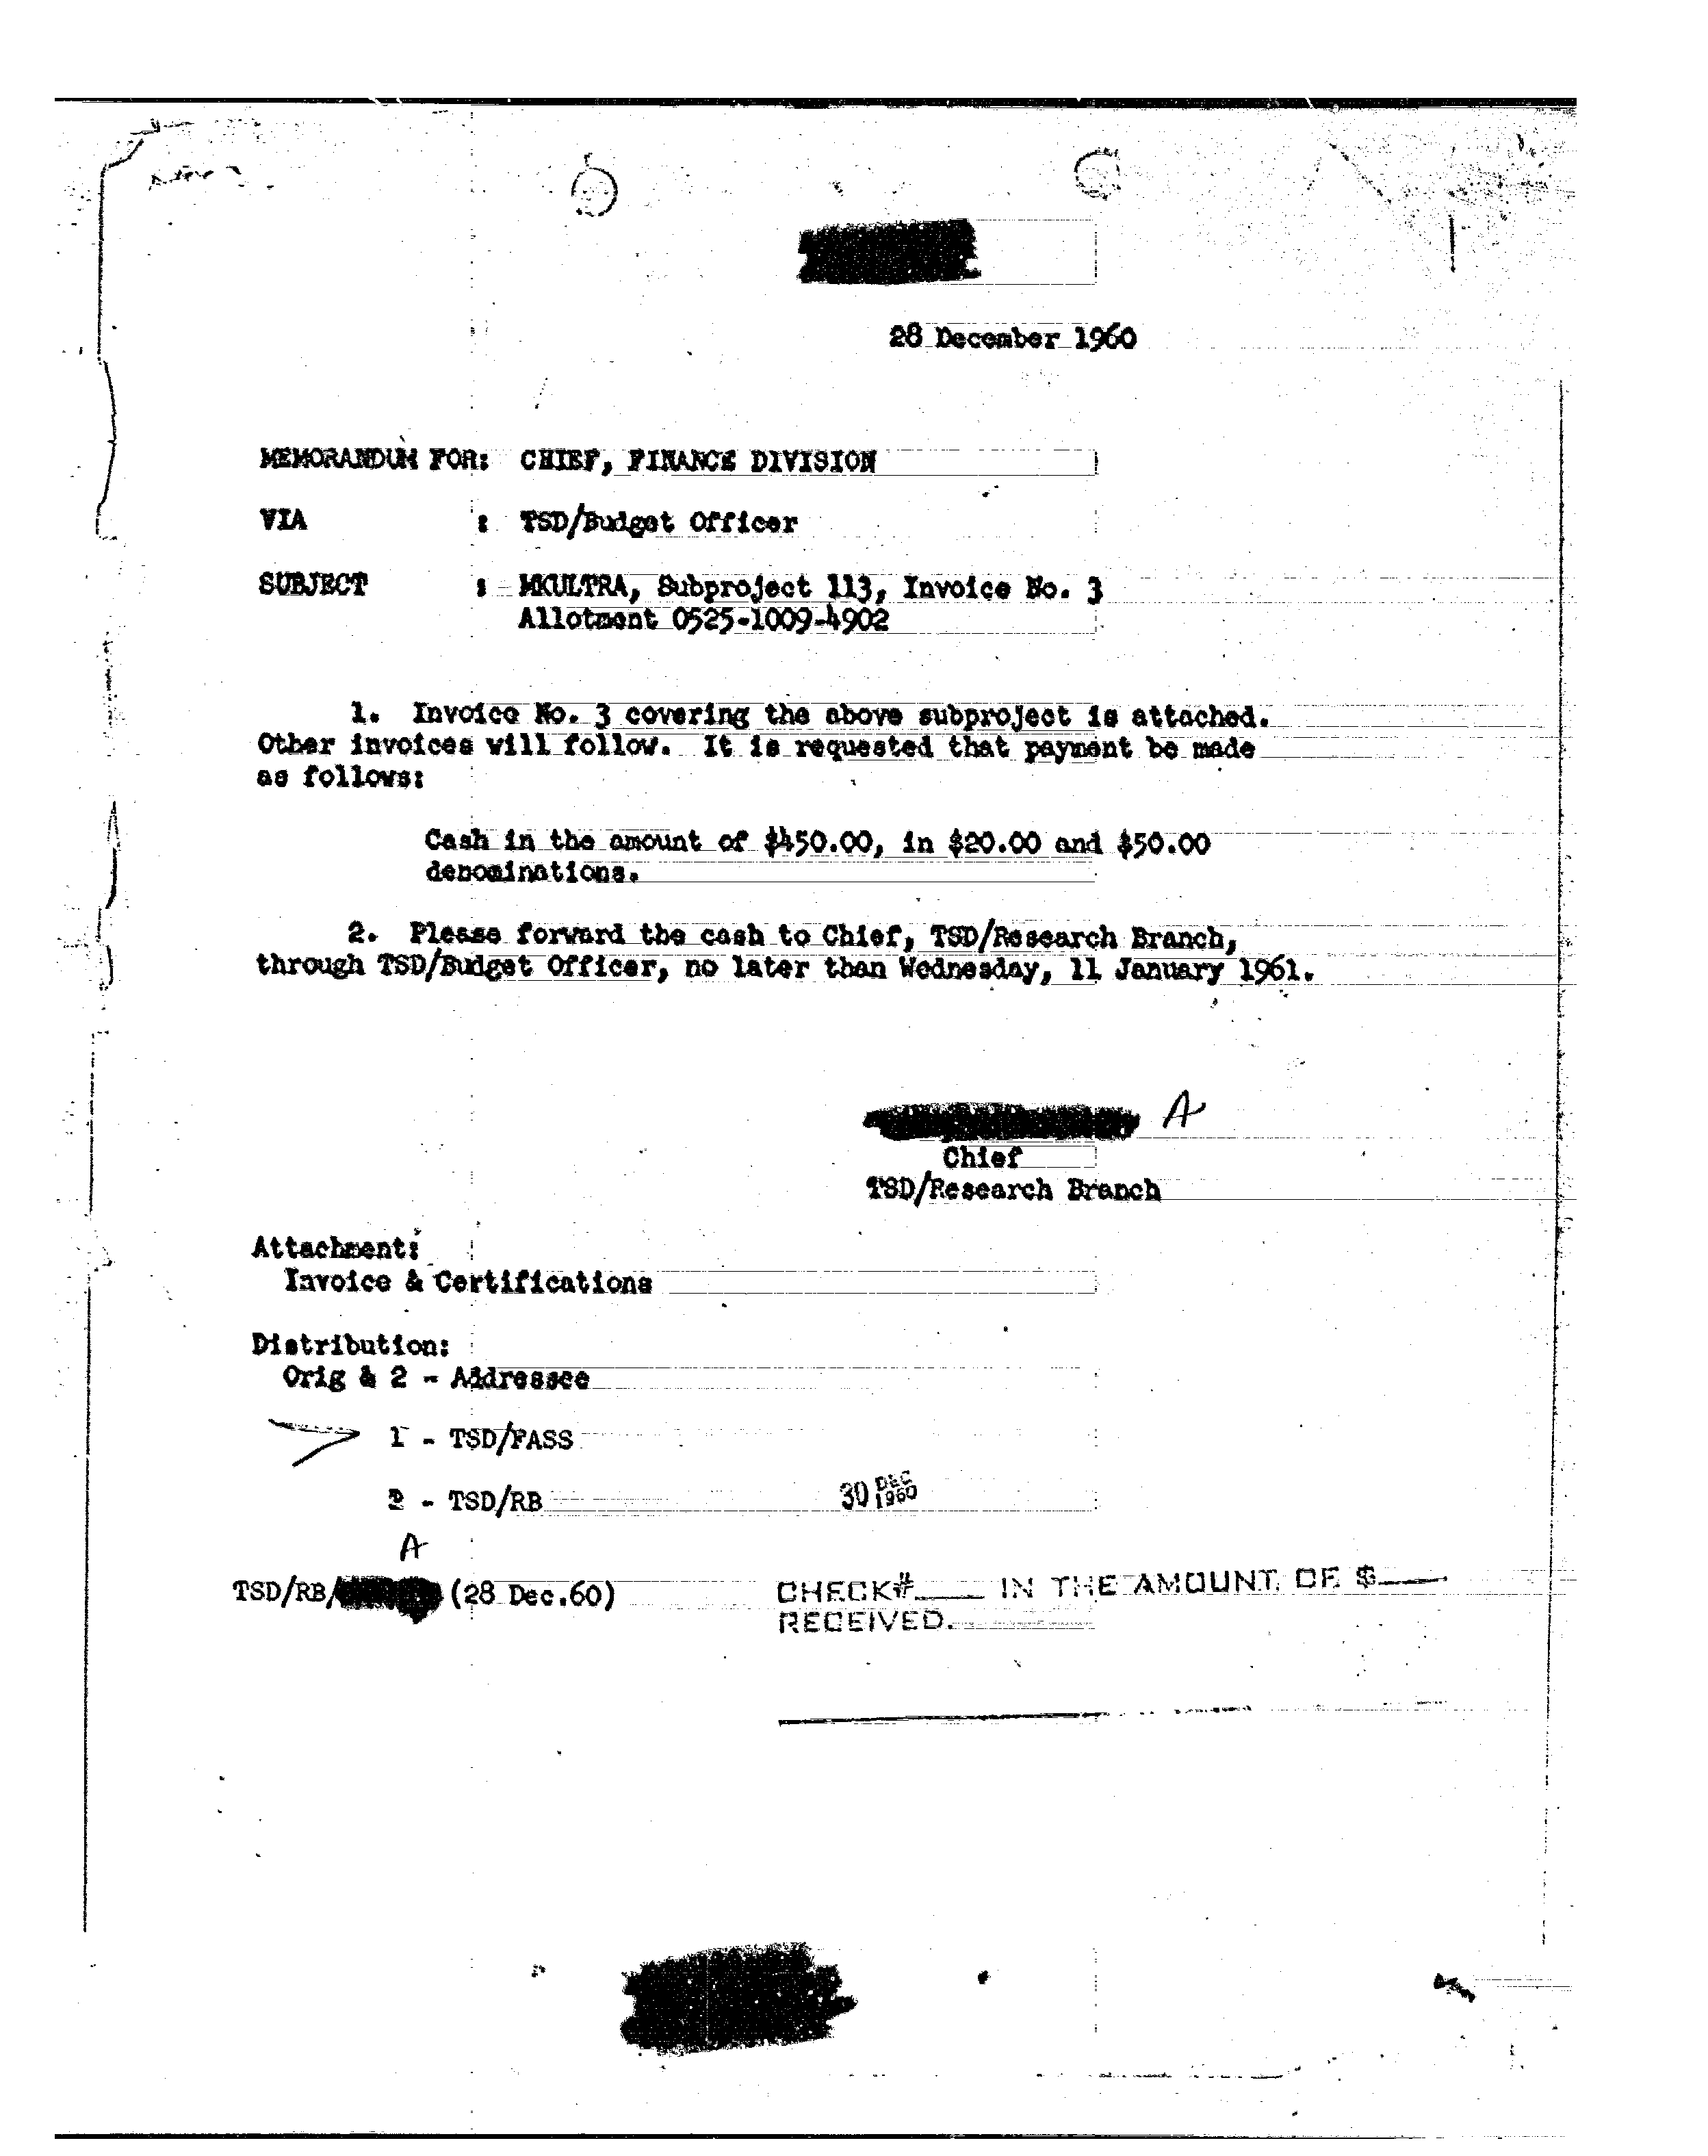 28 December 1960
MEMORANDUM FOR: CHIEF, FINANCE DIVISION
VIA : TSD/Budget Officer
SUBJECT : MKULTRA, Subproject 113, Invoice No. 3
Allotment 0525-1009-4902
1. Invoice No. 3 covering the above subproject is attached.
Other invoices will follow. It is requested that payment be made
as follows:
Cash in the amount of $450.00, in $20.00 and $50.00
denominations.
2. Please forward the cash to Chief, TSD/Research Branch,
through TSD/Budget Officer, no later than Wednesday, 11 January 1961.
A
Chief
TSD/Research Branch
Attachment:
Invoice & Certifications
Distribution:
Orig & 2 - Addressee
1 - TSD/FASS
2 - TSD/RB
30 DEC 1960
A
TSD/RB/ (28 Dec.60)
CHECK#____ IN THE AMOUNT OF $____
RECEIVED.